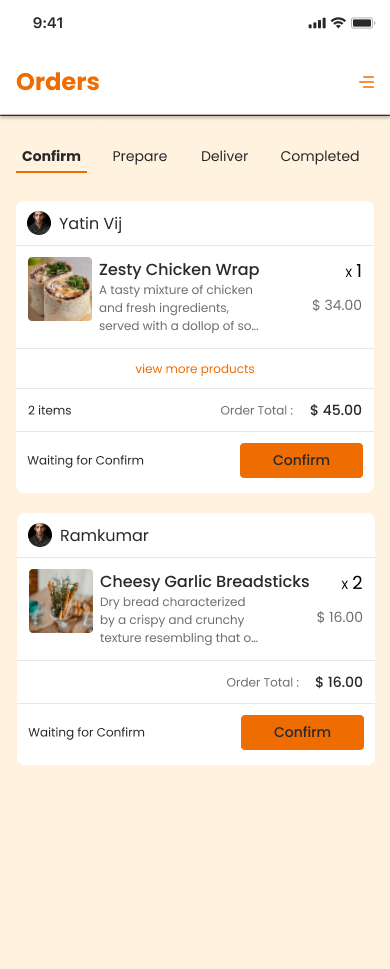 9:41
Orders
Confirm Prepare Deliver Completed
Yatin Vij
Zesty Chicken Wrap x 1
A tasty mixture of chicken
and fresh ingredients, $ 34.00
served with a dollop of so...
view more products
2 items Order Total : $ 45.00
Waiting for Confirm Confirm
Ramkumar
Cheesy Garlic Breadsticks x 2
Dry bread characterized
by a crispy and crunchy $ 16.00
texture resembling that o...
Order Total : $ 16.00
Waiting for Confirm Confirm